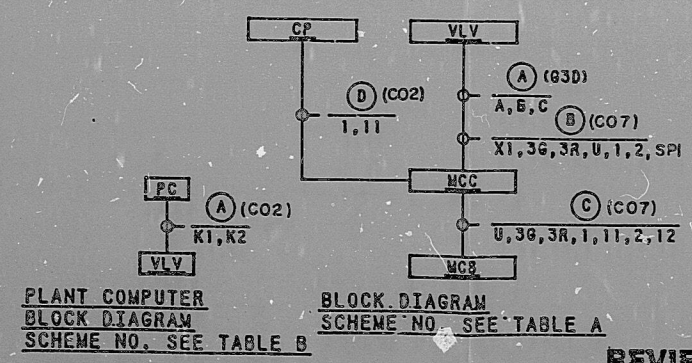 CP
VLV
A (G3D)
A, B, C
D (CO2)
1, 11
B (CO7)
X1, 3G, 3R, U, 1, 2, SP1
MCC
PC
A (CO2)
K1, K2
C (CO7)
U, 3G, 3R, 1, 11, 2, 12
VLV
MCB
PLANT COMPUTER
BLOCK DIAGRAM
SCHEME NO. SEE TABLE B
BLOCK DIAGRAM
SCHEME NO SEE TABLE A